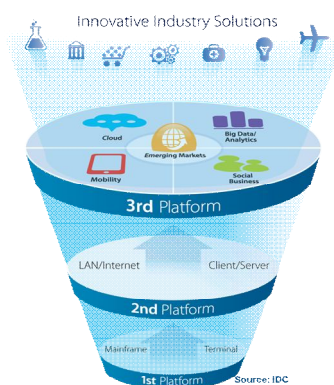 Innovative Industry Solutions
Cloud
Big Data/
Analytics
Emerging Markets
Mobility
Social
Business
3rd Platform
LAN/Internet
Client/Server
2nd Platform
Mainframe
Terminal
1st Platform
Source: IDC